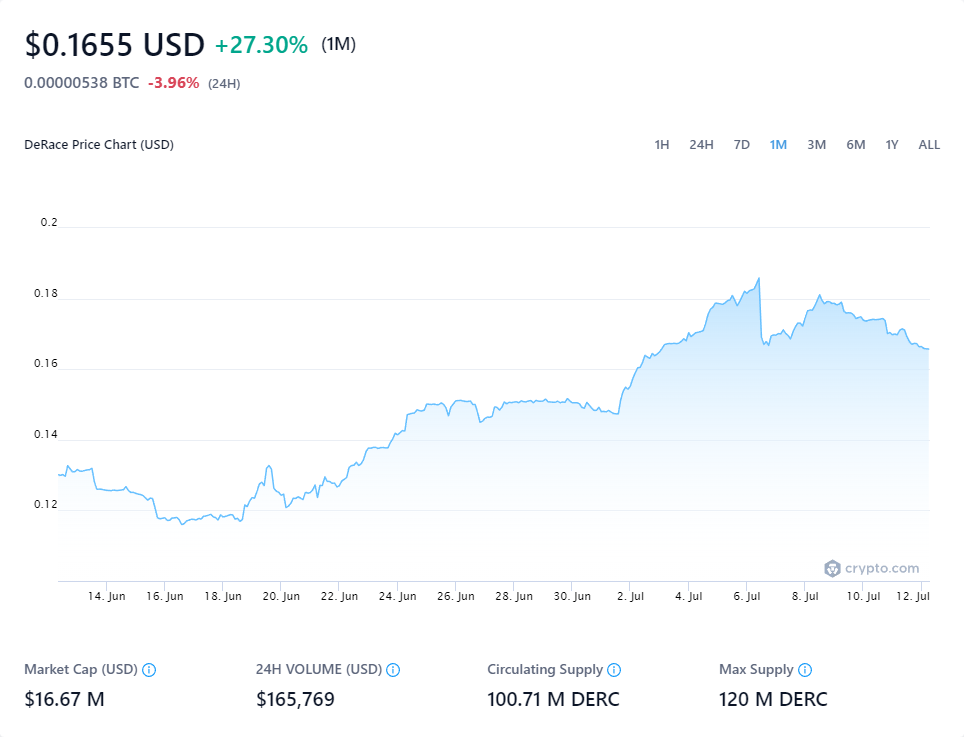 $0.1655 USD +27.30% (1M)
0.00000538 BTC -3.96% (24H)
DeRace Price Chart (USD) 1H 24H 7D 1M 3M 6M 1Y ALL
0.2
0.18
0.16
0.14
0.12
crypto.com
14. Jun 16. Jun 18. Jun 20. Jun 22. Jun 24. Jun 26. Jun 28. Jun 30. Jun 2. Jul 4. Jul 6. Jul 8. Jul 10. Jul 12. Jul
Market Cap (USD) 24H VOLUME (USD) Circulating Supply Max Supply
$16.67 M $165,769 100.71 M DERC 120 M DERC